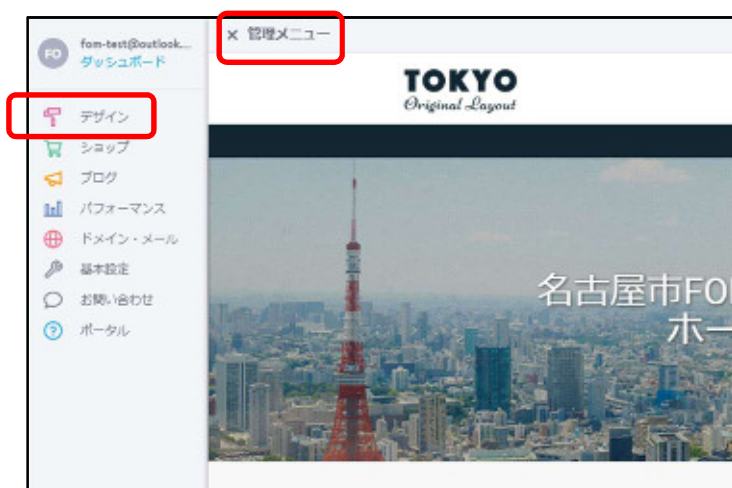 FO
fom-test@outlook....
ダッシュボード
× 管理メニュー
デザイン
ショップ
ブログ
パフォーマンス
ドメイン・メール
基本設定
お問い合わせ
ポータル
TOKYO
Original Layout
名古屋市FO
ホー